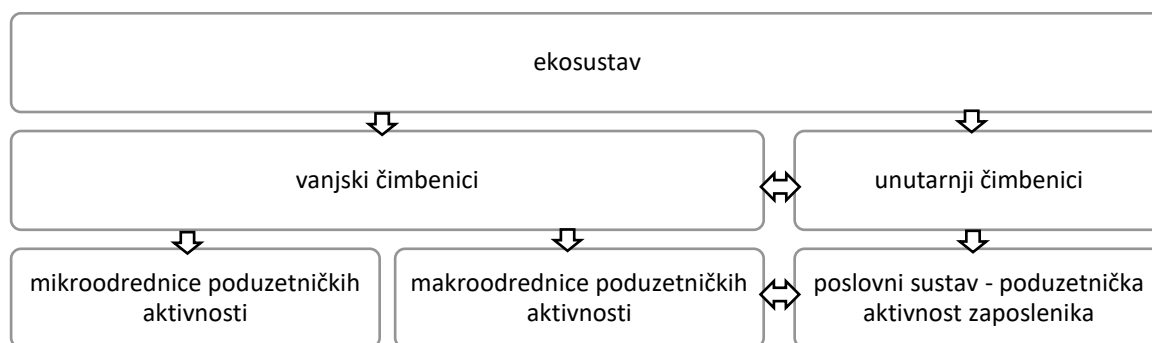 ekosustav
vanjski čimbenici
unutarnji čimbenici
mikroodrednice poduzetničkih
aktivnosti
makroodrednice poduzetničkih
aktivnosti
poslovni sustav - poduzetnička
aktivnost zaposlenika